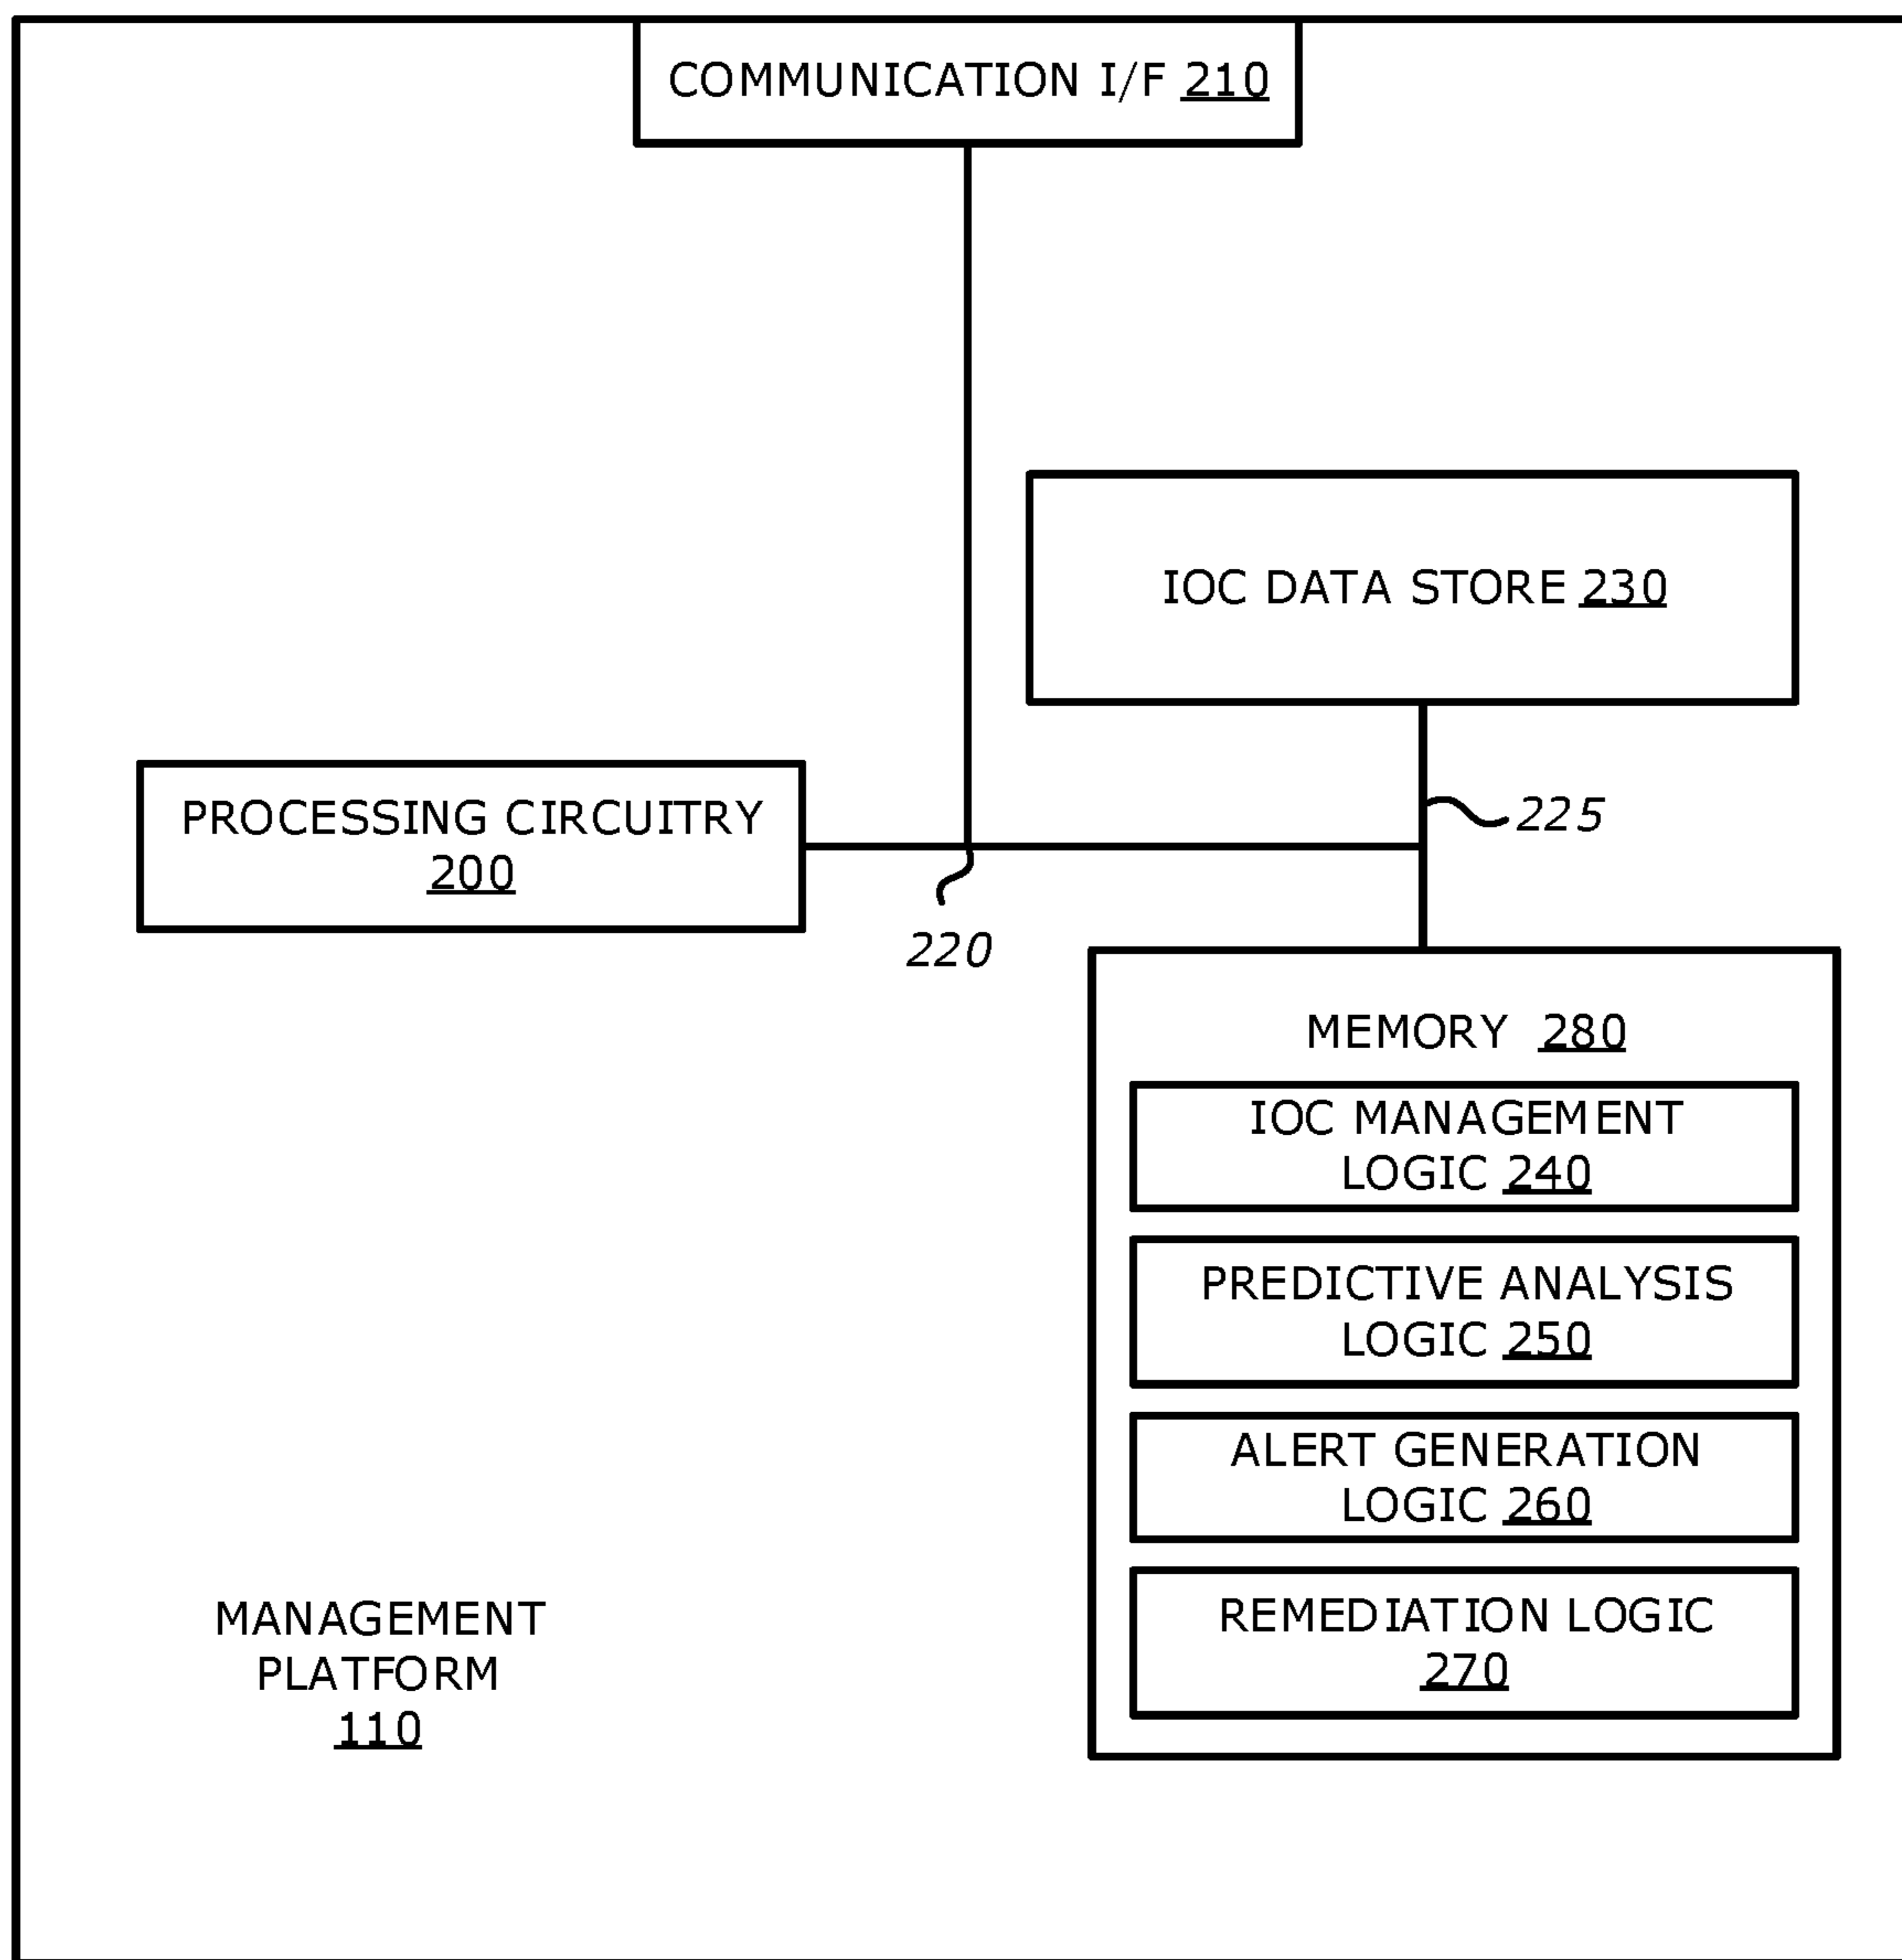 COMMUNICATION I/F 210
IOC DATA STORE 230
225
PROCESSING CIRCUITRY
200
220
MEMORY 280
IOC MANAGEMENT
LOGIC 240
PREDICTIVE ANALYSIS
LOGIC 250
ALERT GENERATION
LOGIC 260
REMEDIATION LOGIC
270
MANAGEMENT
PLATFORM
110